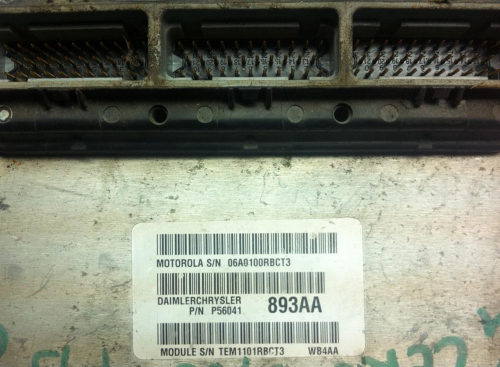 MOTOROLA S/N 06A0100RBCT3
DAIMLERCHRYSLER
P/N P56041 893AA
MODULE S/N TEM1101RBCT3 WB4AA